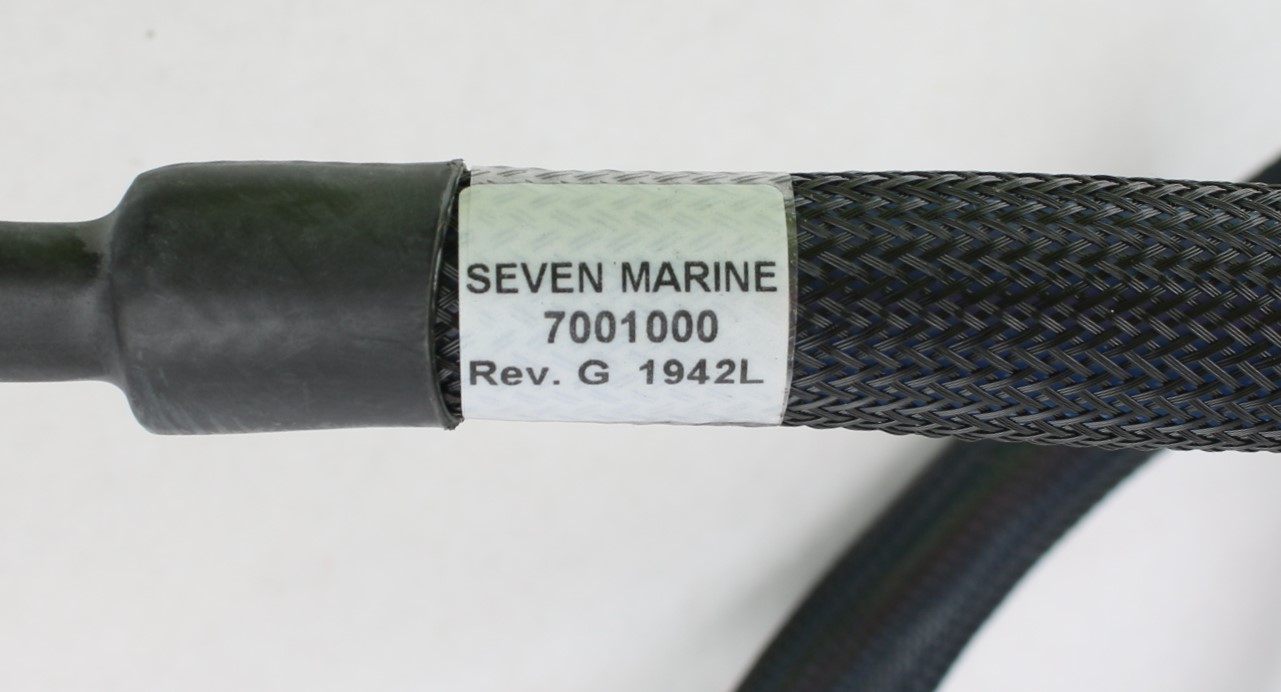 SEVEN MARINE
7001000
Rev. G 1942L